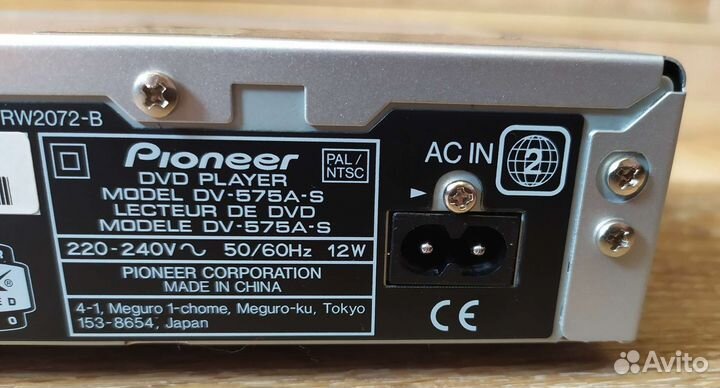 RW2072-B
Pioneer
PAL/
NTSC
DVD PLAYER
MODEL DV-575A-S
LECTEUR DE DVD
MODELE DV-575A-S
220-240V~ 50/60Hz 12W
PIONEER CORPORATION
MADE IN CHINA
4-1, Meguro 1-chome, Meguro-ku, Tokyo
153-8654, Japan
AC IN
2
CE
Avito